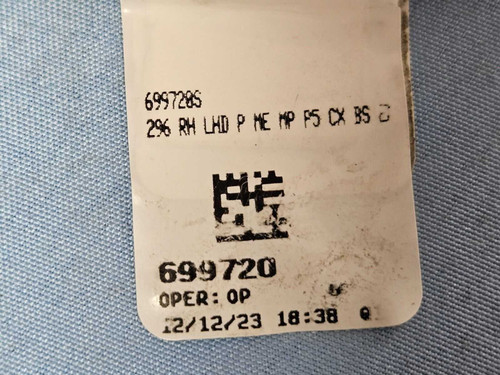 699720S
296 RH LHD P ME MP P5 CX BS
699720
OPER: OP
12/12/23 18:38